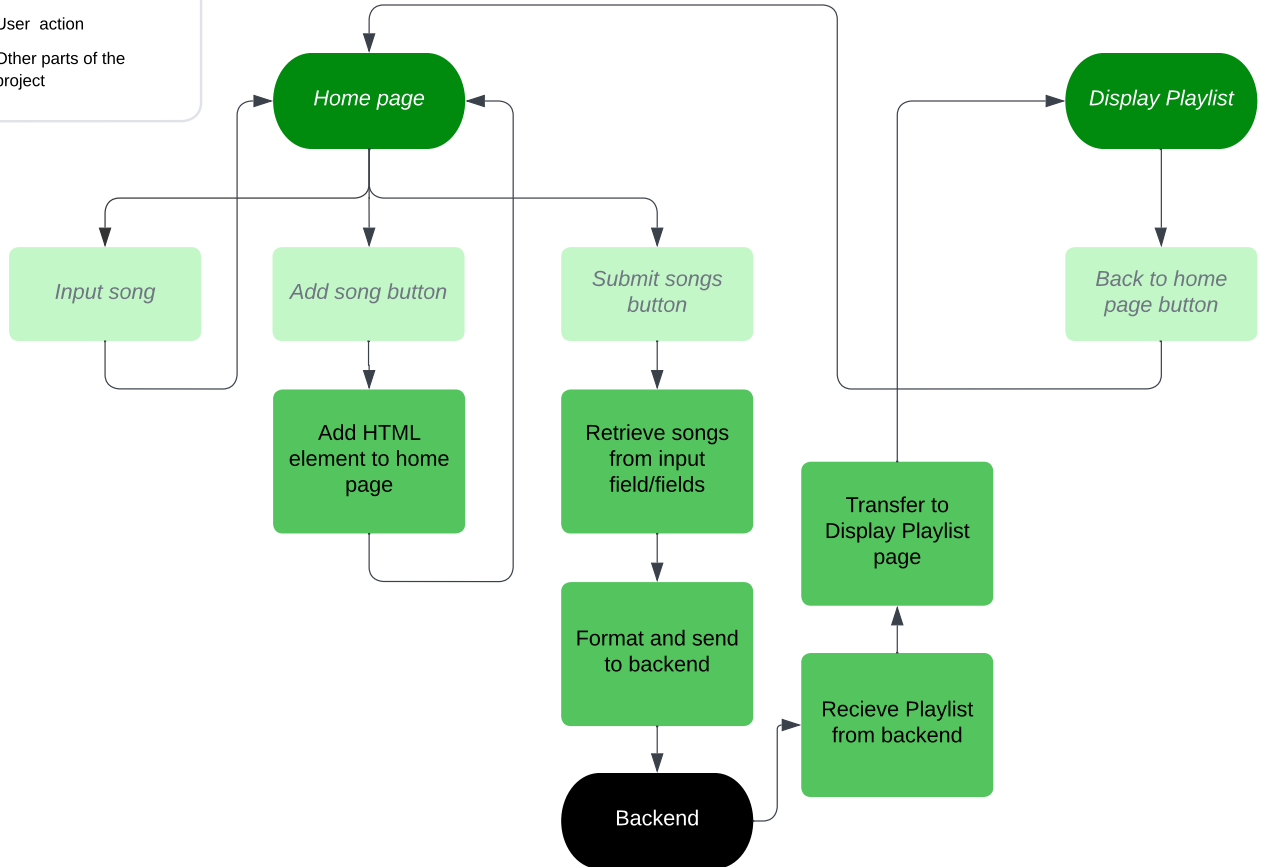 User action
Other parts of the
project
Home page
Display Playlist
Input song
Add song button
Submit songs
button
Back to home
page button
Add HTML
element to home
page
Retrieve songs
from input
field/fields
Transfer to
Display Playlist
page
Format and send
to backend
Recieve Playlist
from backend
Backend